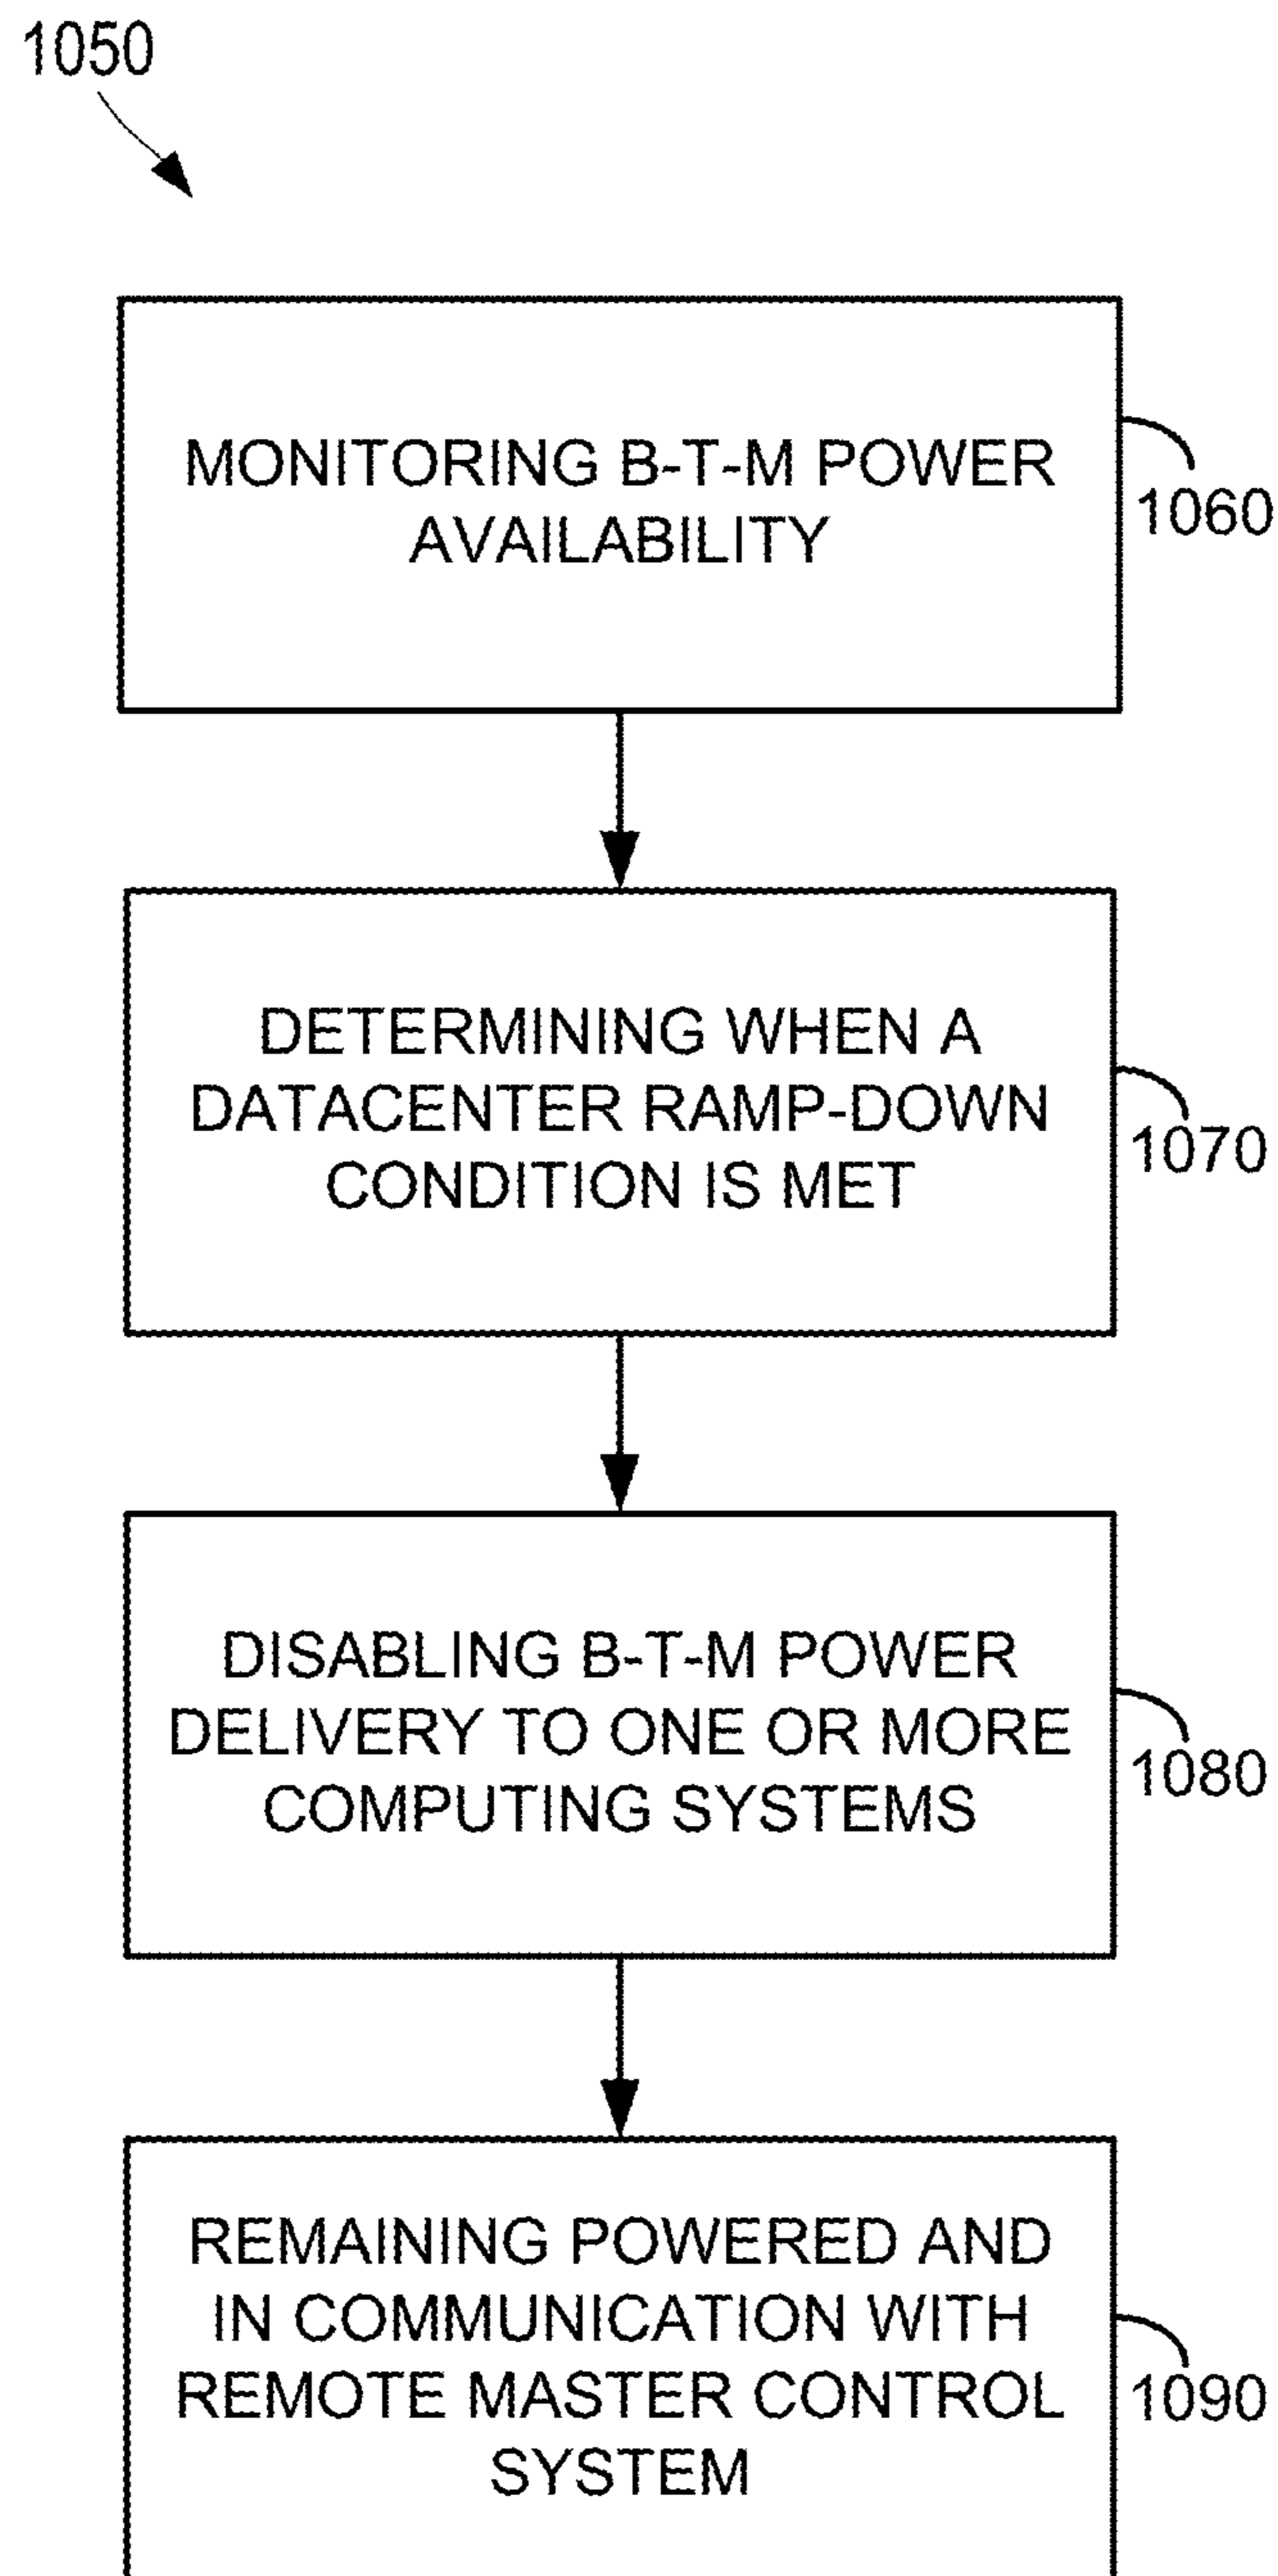 1050
MONITORING B-T-M POWER
AVAILABILITY
1060
DETERMINING WHEN A
DATACENTER RAMP-DOWN
CONDITION IS MET
1070
DISABLING B-T-M POWER
DELIVERY TO ONE OR MORE
COMPUTING SYSTEMS
1080
REMAINING POWERED AND
IN COMMUNICATION WITH
REMOTE MASTER CONTROL
SYSTEM
1090